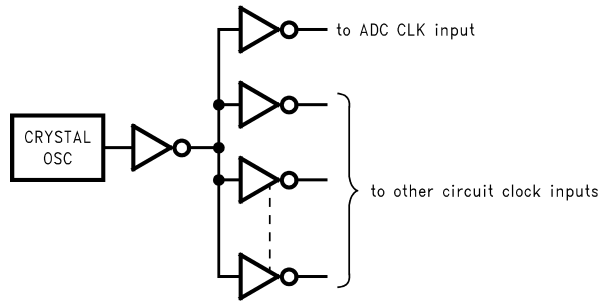 to ADC CLK input
CRYSTAL
OSC
to other circuit clock inputs